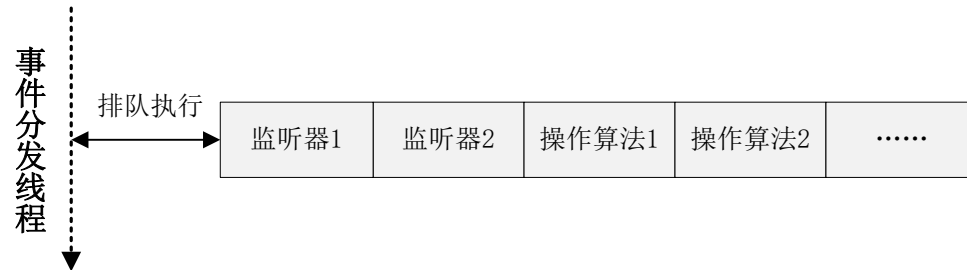 事件分发线程
排队执行
监听器1
监听器2
操作算法1
操作算法2
……